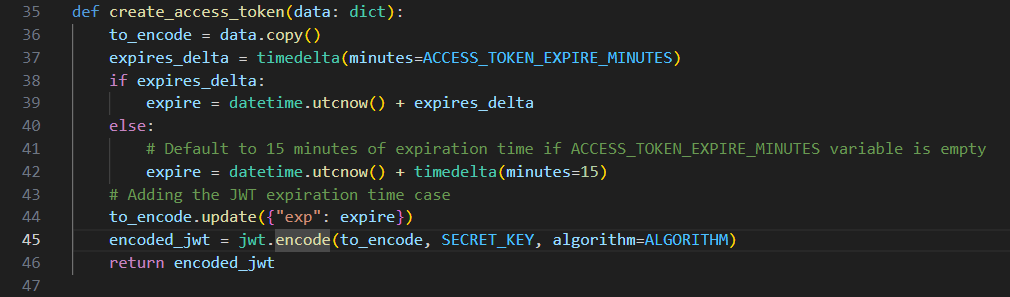 35 def create_access_token(data: dict):
36     to_encode = data.copy()
37     expires_delta = timedelta(minutes=ACCESS_TOKEN_EXPIRE_MINUTES)
38     if expires_delta:
39         expire = datetime.utcnow() + expires_delta
40     else:
41         # Default to 15 minutes of expiration time if ACCESS_TOKEN_EXPIRE_MINUTES variable is empty
42         expire = datetime.utcnow() + timedelta(minutes=15)
43     # Adding the JWT expiration time case
44     to_encode.update({"exp": expire})
45     encoded_jwt = jwt.encode(to_encode, SECRET_KEY, algorithm=ALGORITHM)
46     return encoded_jwt
47